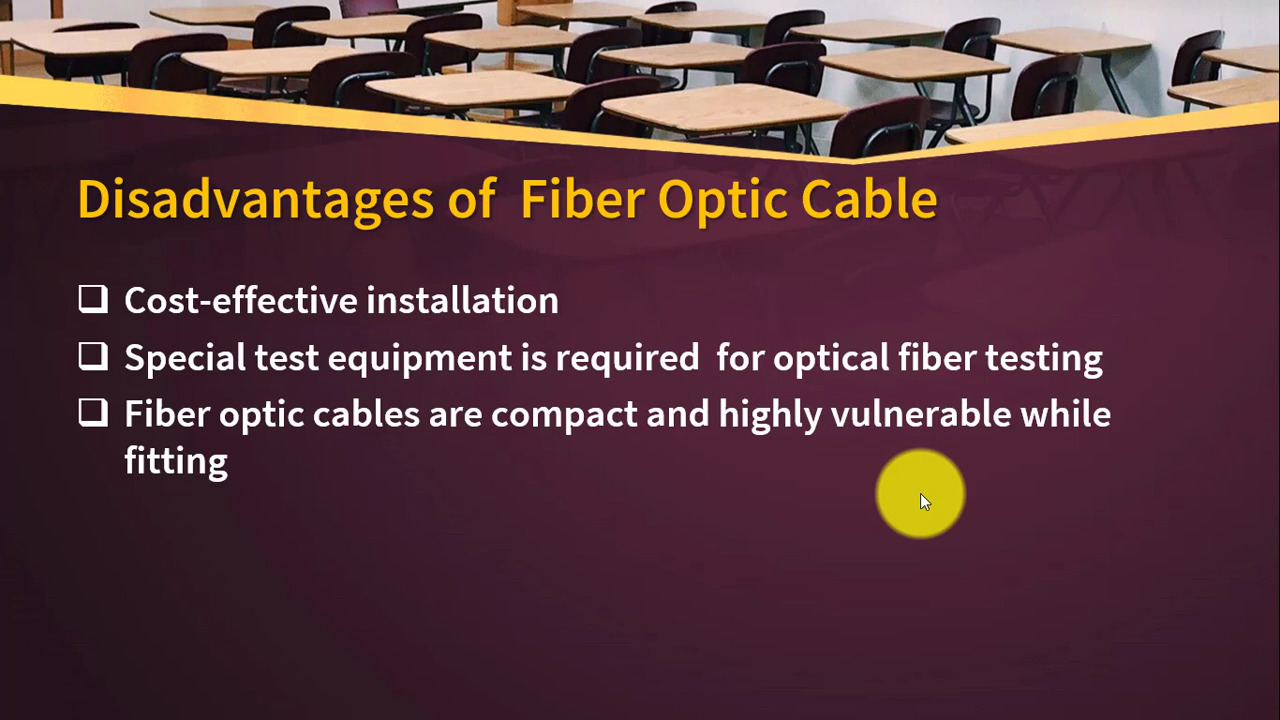 Disadvantages of  Fiber Optic Cable
❑ Cost-effective installation
❑ Special test equipment is required  for optical fiber testing
❑ Fiber optic cables are compact and highly vulnerable while
fitting